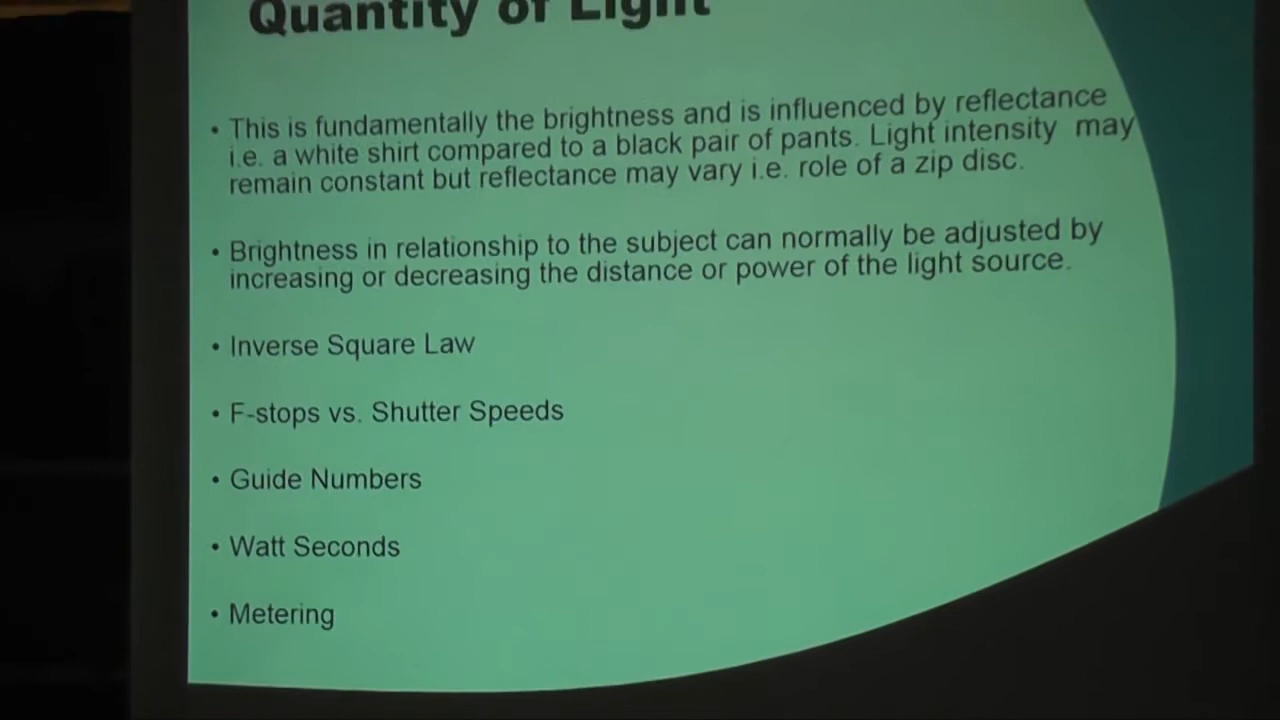 Quantity of Light
• This is fundamentally the brightness and is influenced by reflectance
i.e. a white shirt compared to a black pair of pants. Light intensity may
remain constant but reflectance may vary i.e. role of a zip disc.
• Brightness in relationship to the subject can normally be adjusted by
increasing or decreasing the distance or power of the light source.
• Inverse Square Law
• F-stops vs. Shutter Speeds
• Guide Numbers
• Watt Seconds
• Metering